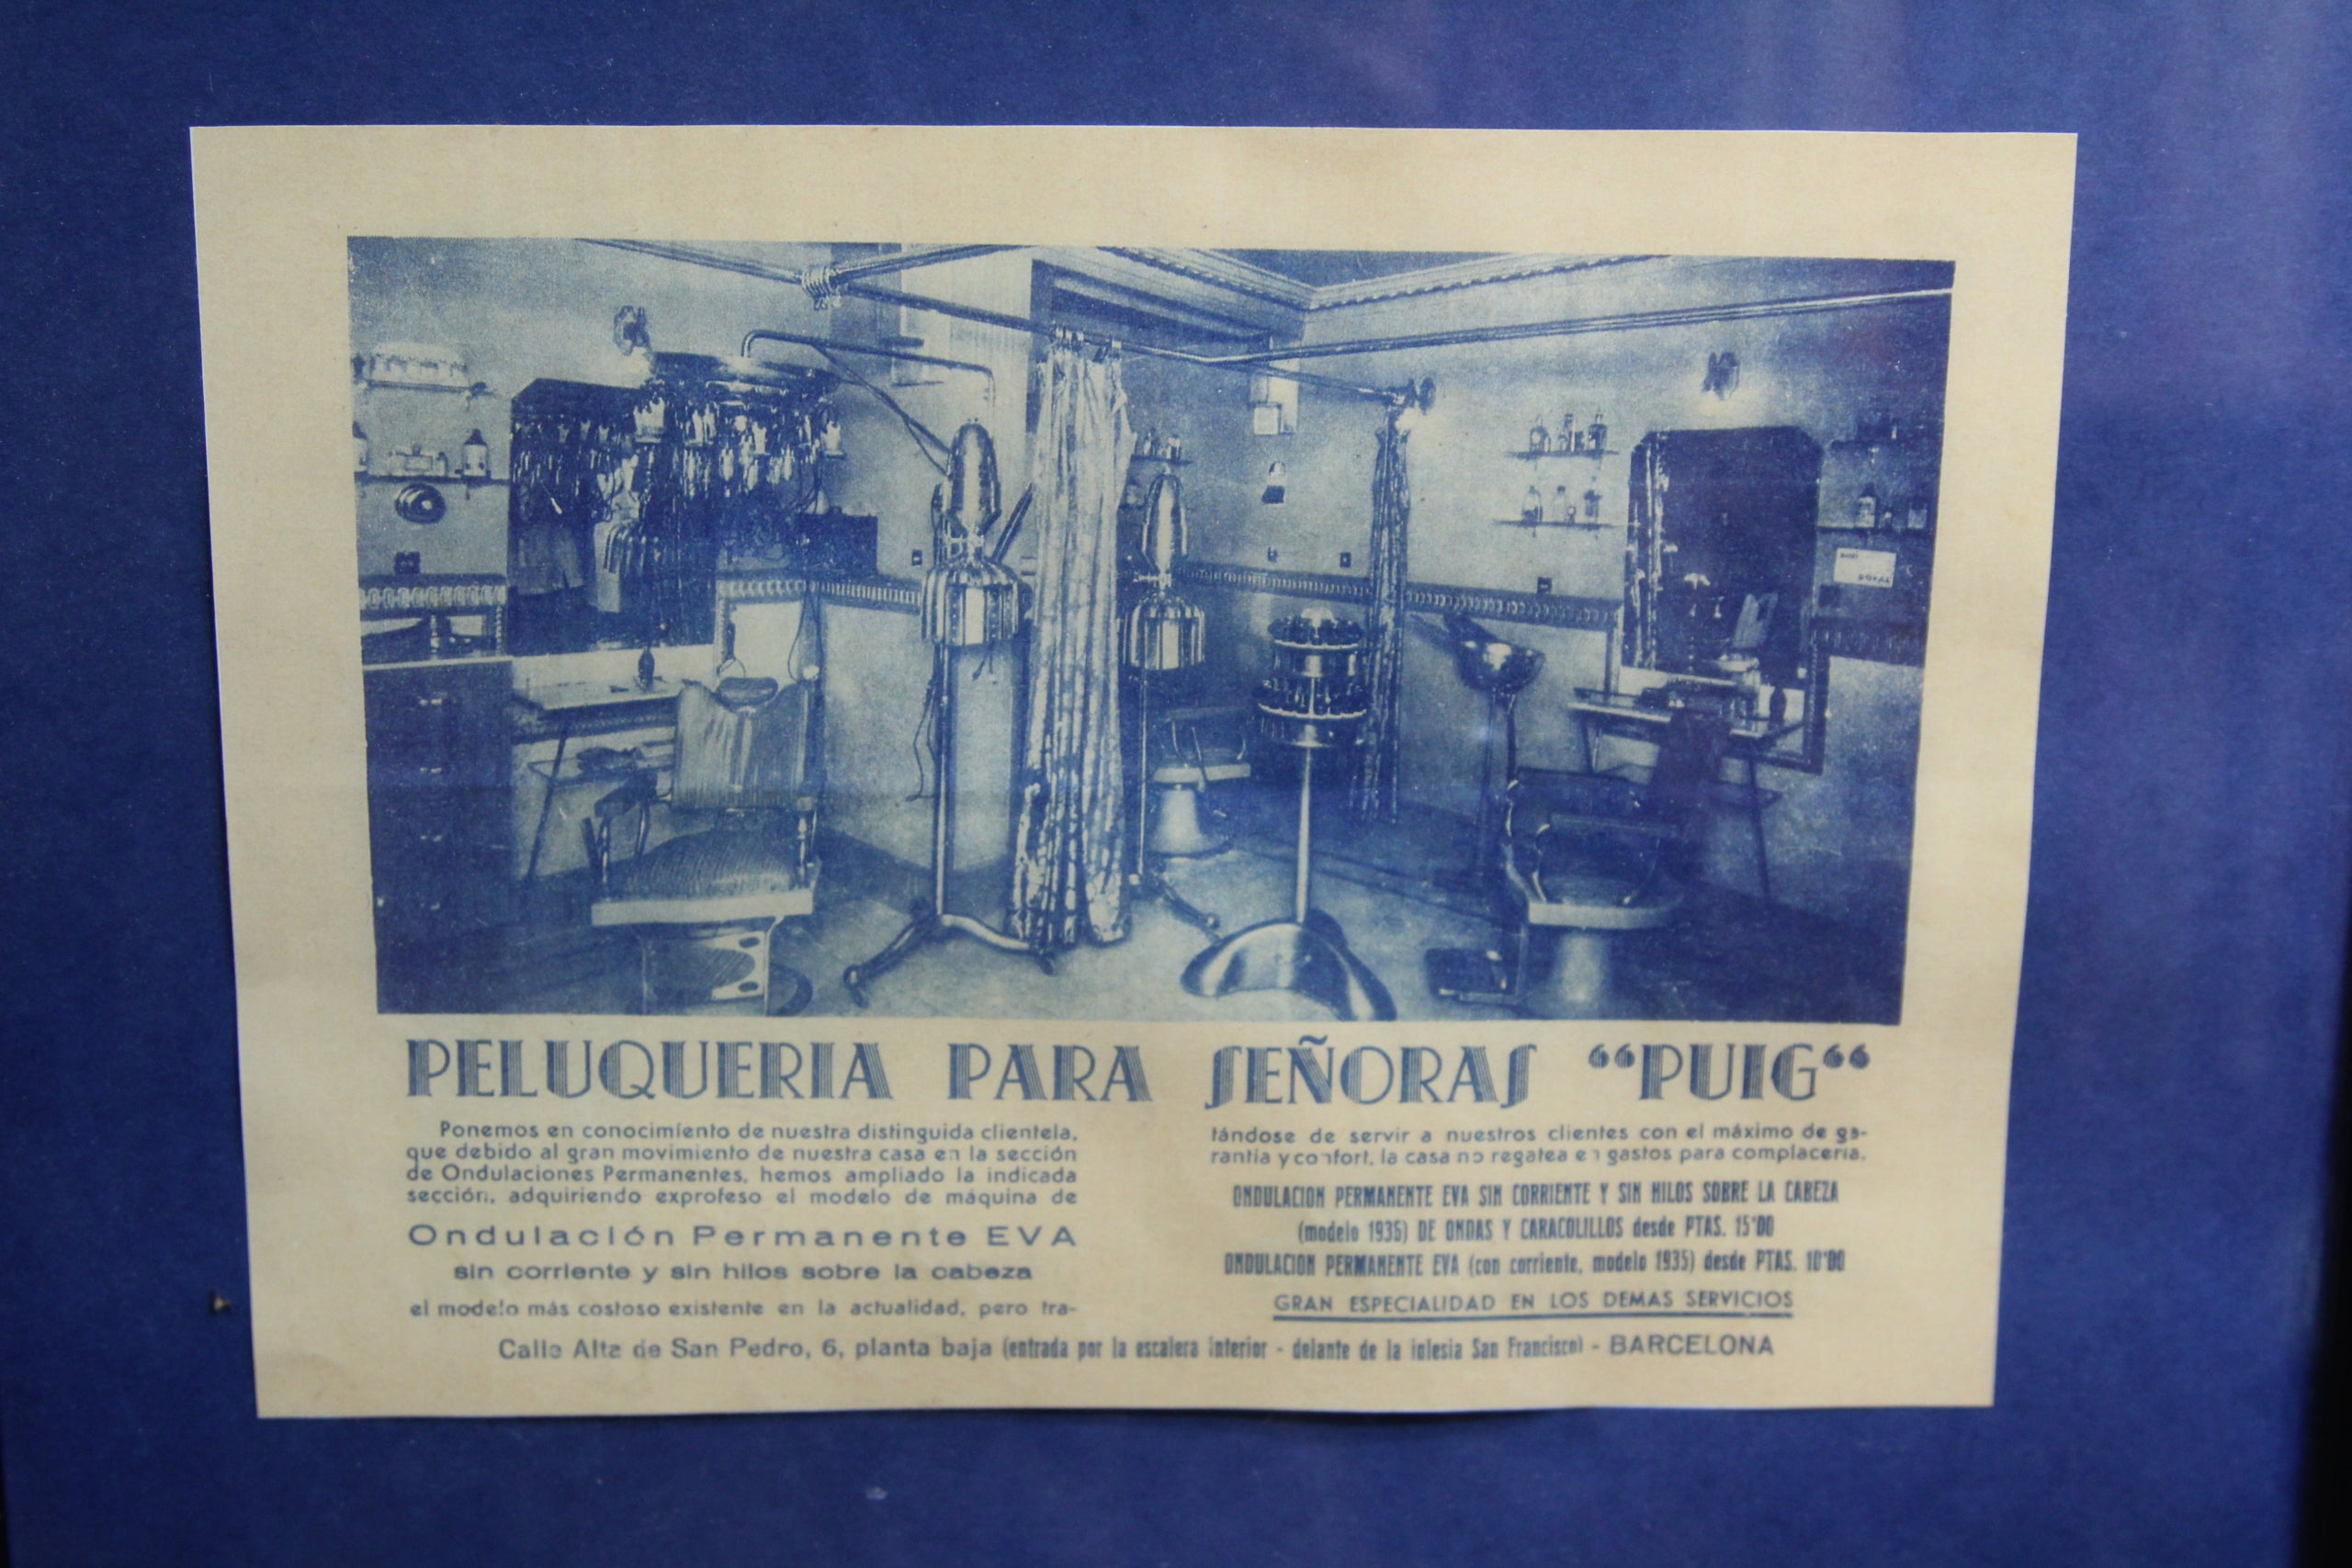 PELUQUERIA PARA SEÑORAS “PUIG“
Ponemos en conocimiento de nuestra distinguida clientela,
que debido al gran movimiento de nuestra casa en la sección
de Ondulaciones Permanentes, hemos ampliado la indicada
sección, adquiriendo exprofeso el modelo de máquina de
Ondulación Permanente EVA
sin corriente y sin hilos sobre la cabeza
el modelo más costoso existente en la actualidad, pero tra-
tándose de servir a nuestros clientes con el máximo de ga-
rantía y confort, la casa no regatea en gastos para complacerla.
ONDULACION PERMANENTE EVA SIN CORRIENTE Y SIN HILOS SOBRE LA CABEZA
(modelo 1935) DE ONDAS Y CARACOLILLOS desde PTAS. 15'00
ONDULACION PERMANENTE EVA (con corriente, modelo 1935) desde PTAS. 10'00
GRAN ESPECIALIDAD EN LOS DEMAS SERVICIOS
Calle Alta de San Pedro, 6, planta baja (entrada por la escalera interior - delante de la iglesia San Francisco) - BARCELONA